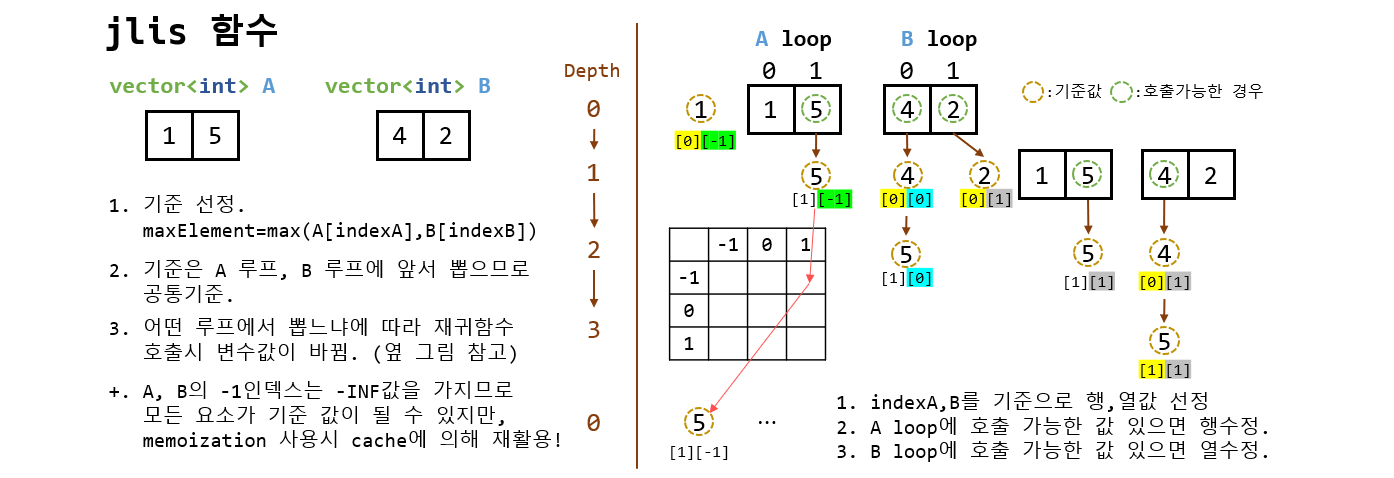 jlis 함수
vector<int> A
vector<int> B
1 5
4 2
1. 기준 선정.
maxElement=max(A[indexA],B[indexB])
2. 기준은 A 루프, B 루프에 앞서 뽑으므로
공통기준.
3. 어떤 루프에서 뽑느냐에 따라 재귀함수
호출시 변수값이 바뀜. (옆 그림 참고)
+. A, B의 -1인덱스는 -INF값을 가지므로
모든 요소가 기준 값이 될 수 있지만,
memoization 사용시 cache에 의해 재활용!
Depth
0
1
2
3
0
A loop
B loop
0 1
0 1
1
1 5
4 2
:기준값
:호출가능한 경우
[0][-1]
5
4
2
[1][-1]
[0][0]
[0][1]
1 5
4 2
5
[1][0]
5
4
[1][1]
[0][1]
5
[1][1]
-1 0 1
-1
0
1
5
...
[1][-1]
1. indexA,B를 기준으로 행,열값 선정
2. A loop에 호출 가능한 값 있으면 행수정.
3. B loop에 호출 가능한 값 있으면 열수정.